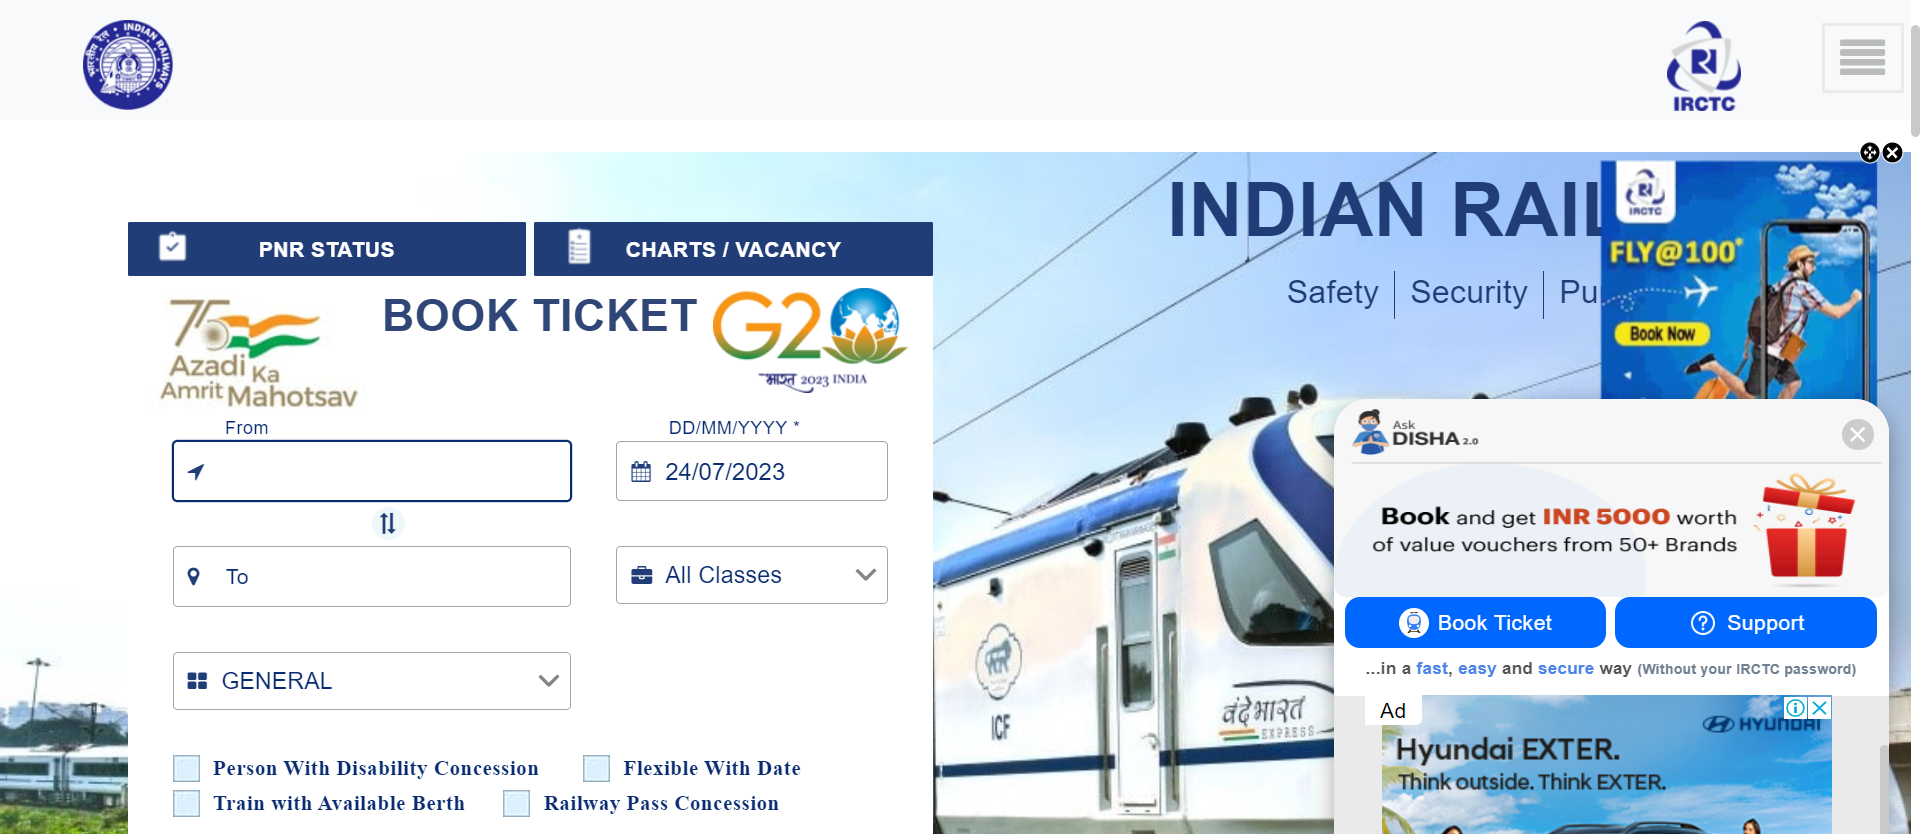 भारतीय रेल • INDIAN RAILWAYS
IRCTC
PNR STATUS
CHARTS / VACANCY
INDIAN RAIL
Safety | Security | Pu
IRCTC
FLY@100*
Book Now
75
Azadi Ka
Amrit Mahotsav
BOOK TICKET
G20
भारत 2023 INDIA
From
DD/MM/YYYY *
24/07/2023
To
All Classes
GENERAL
Person With Disability Concession
Flexible With Date
Train with Available Berth
Railway Pass Concession
ICF
वंदे भारत
EXPRESS
Ask
DISHA 2.0
Book and get INR 5000 worth
of value vouchers from 50+ Brands
Book Ticket
Support
...in a fast, easy and secure way (Without your IRCTC password)
Ad
HYUNDAI
Hyundai EXTER.
Think outside. Think EXTER.